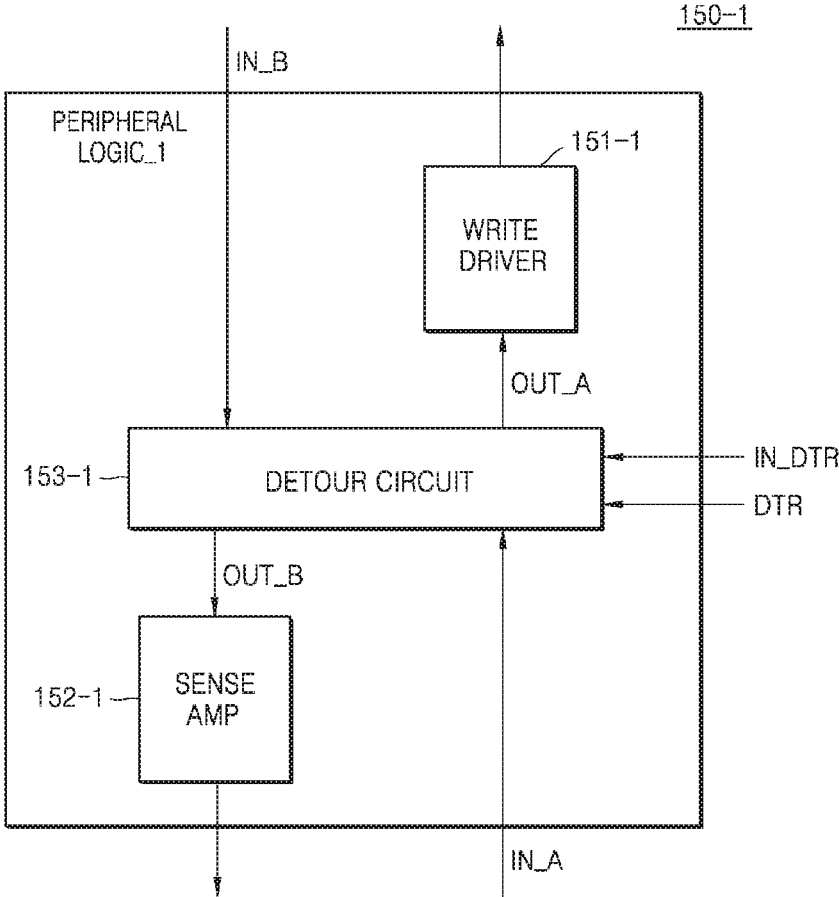 150-1
IN_B
PERIPHERAL
LOGIC_1
151-1
WRITE
DRIVER
OUT_A
153-1
DETOUR CIRCUIT
IN_DTR
DTR
OUT_B
152-1
SENSE
AMP
IN_A